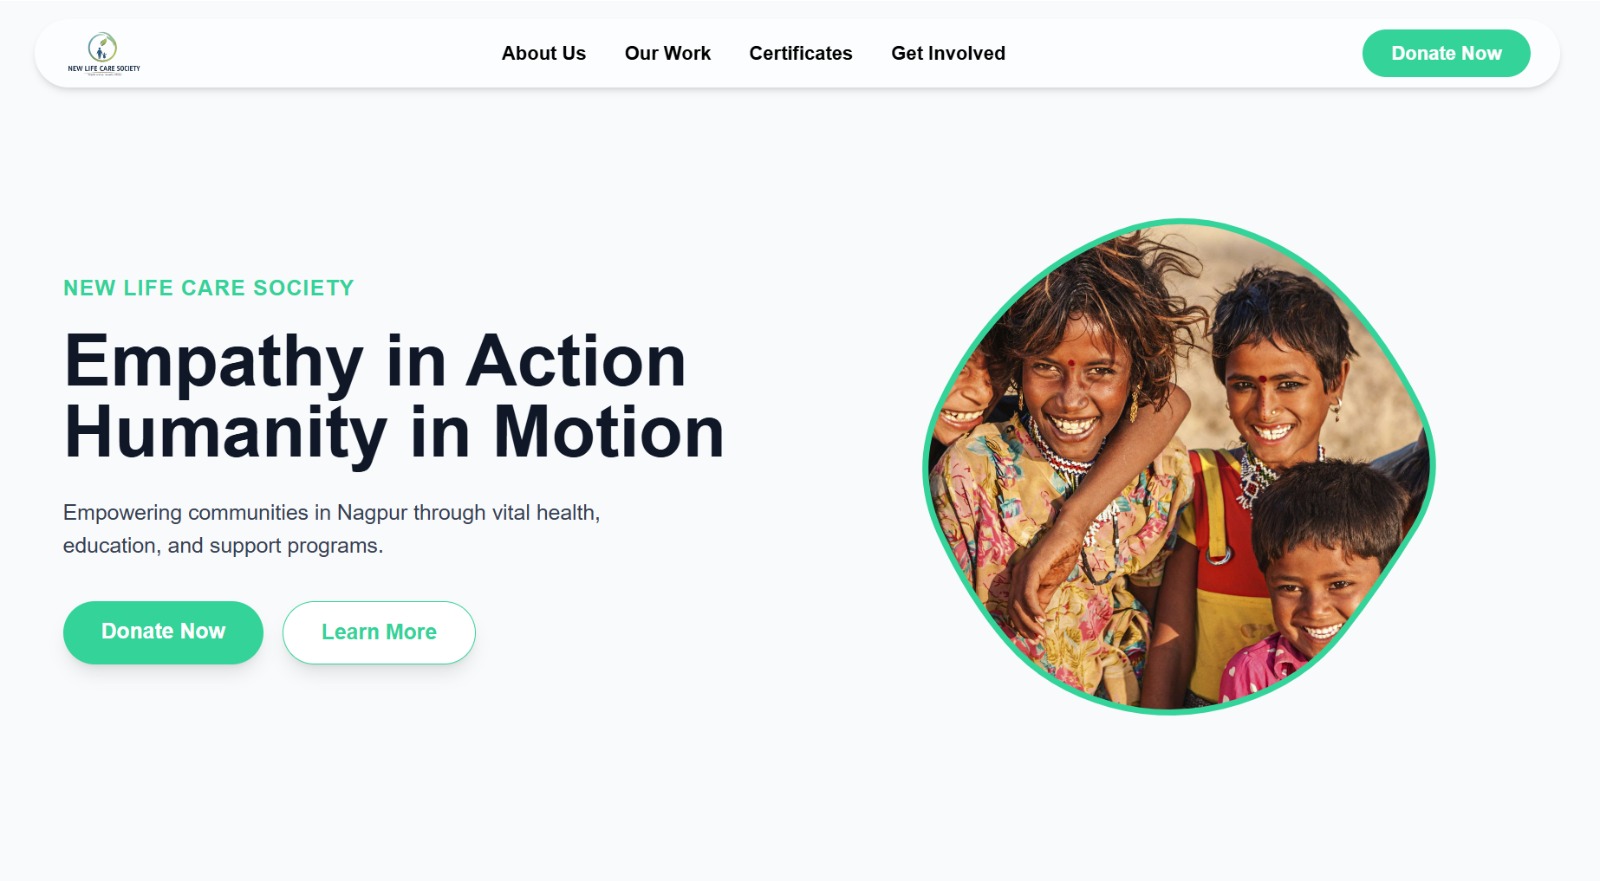 NEW LIFE CARE SOCIETY
About Us
Our Work
Certificates
Get Involved
Donate Now
NEW LIFE CARE SOCIETY
Empathy in Action
Humanity in Motion
Empowering communities in Nagpur through vital health,
education, and support programs.
Donate Now
Learn More